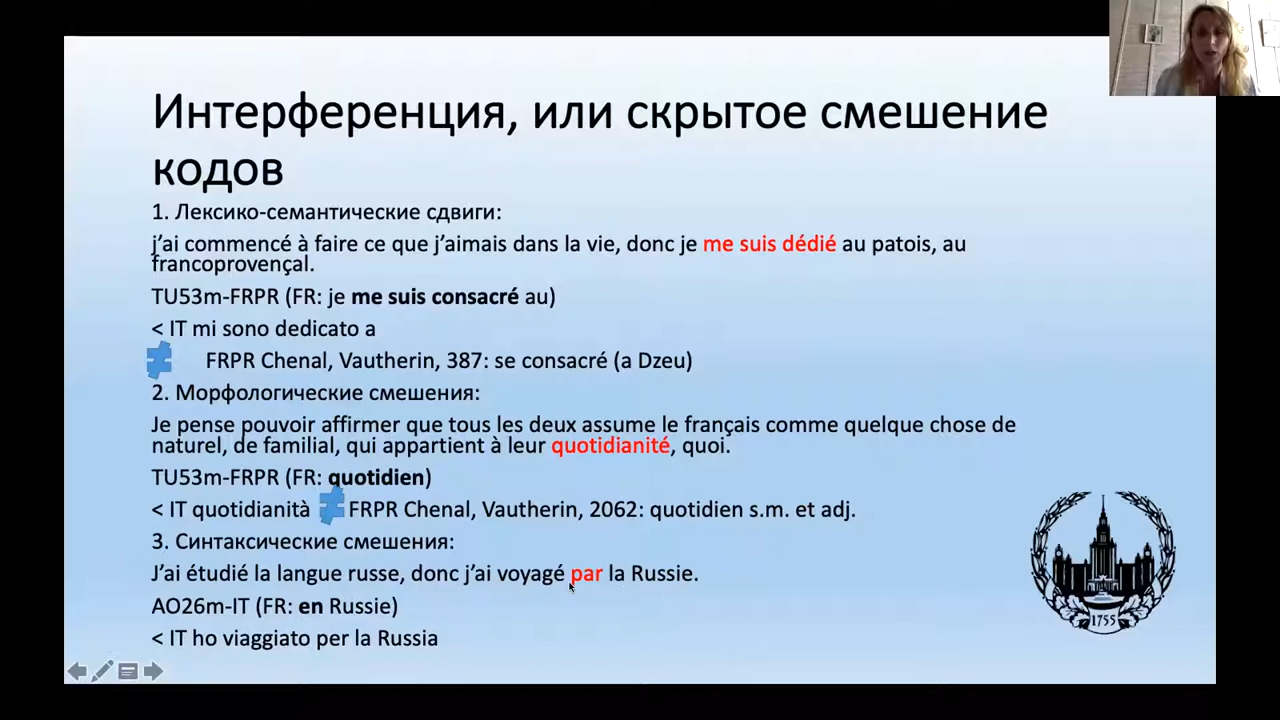 Интерференция, или скрытое смешение
кодов
1. Лексико-семантические сдвиги:
j’ai commencé à faire ce que j’aimais dans la vie, donc je me suis dédié au patois, au
francoprovençal.
TU53m-FRPR (FR: je me suis consacré au)
< IT mi sono dedicato a
FRPR Chenal, Vautherin, 387: se consacré (a Dzeu)
2. Морфологические смешения:
Je pense pouvoir affirmer que tous les deux assume le français comme quelque chose de
naturel, de familial, qui appartient à leur quotidianité, quoi.
TU53m-FRPR (FR: quotidien)
< IT quotidianità ≠ FRPR Chenal, Vautherin, 2062: quotidien s.m. et adj.
3. Синтаксические смешения:
J’ai étudié la langue russe, donc j’ai voyagé par la Russie.
AO26m-IT (FR: en Russie)
< IT ho viaggiato per la Russia
1755